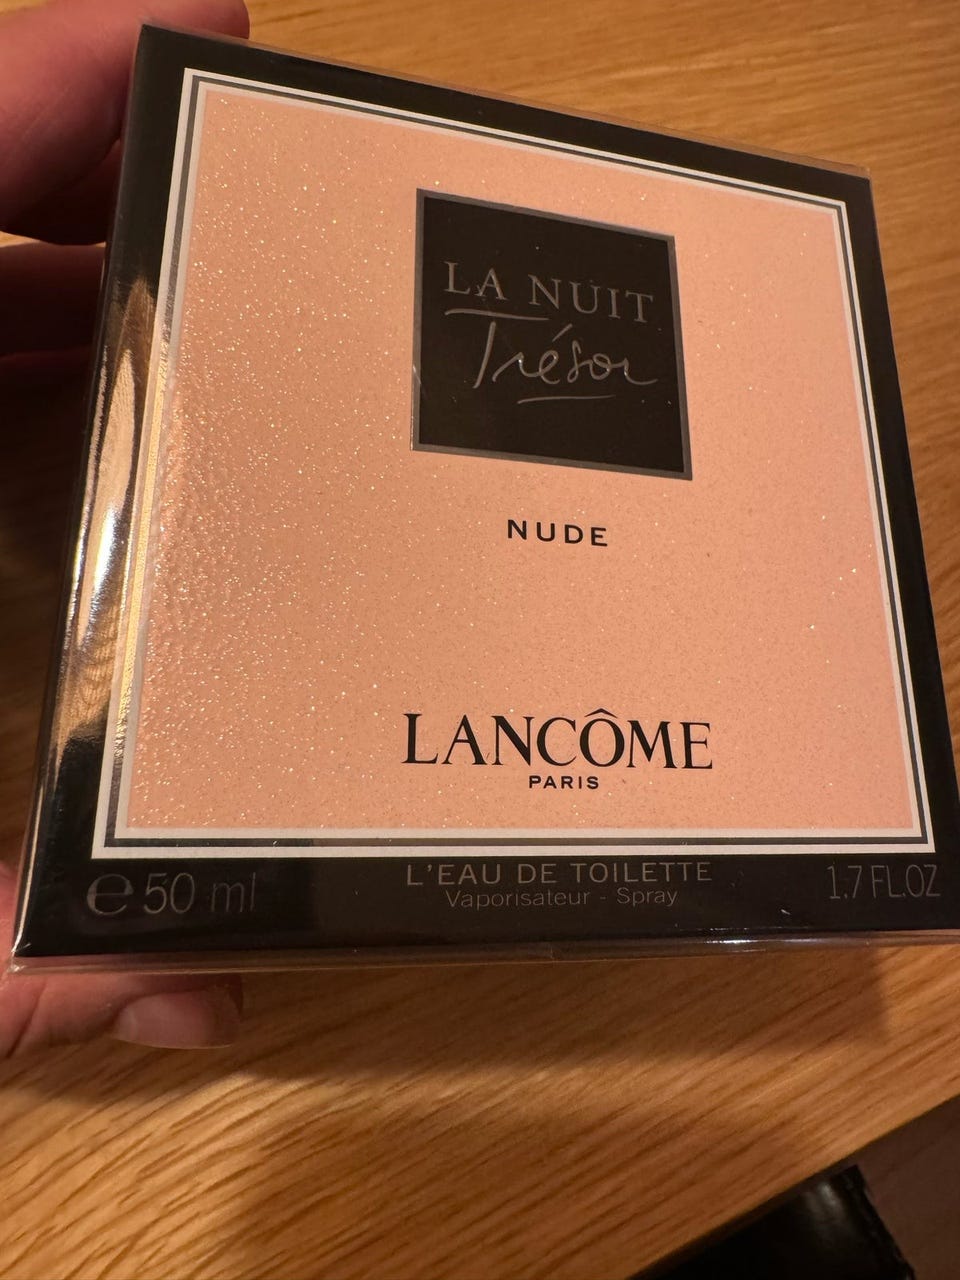 LA NUIT
Trésor
NUDE
LANCÔME
PARIS
L'EAU DE TOILETTE
Vaporisateur - Spray
℮ 50 ml
1.7 FL.OZ